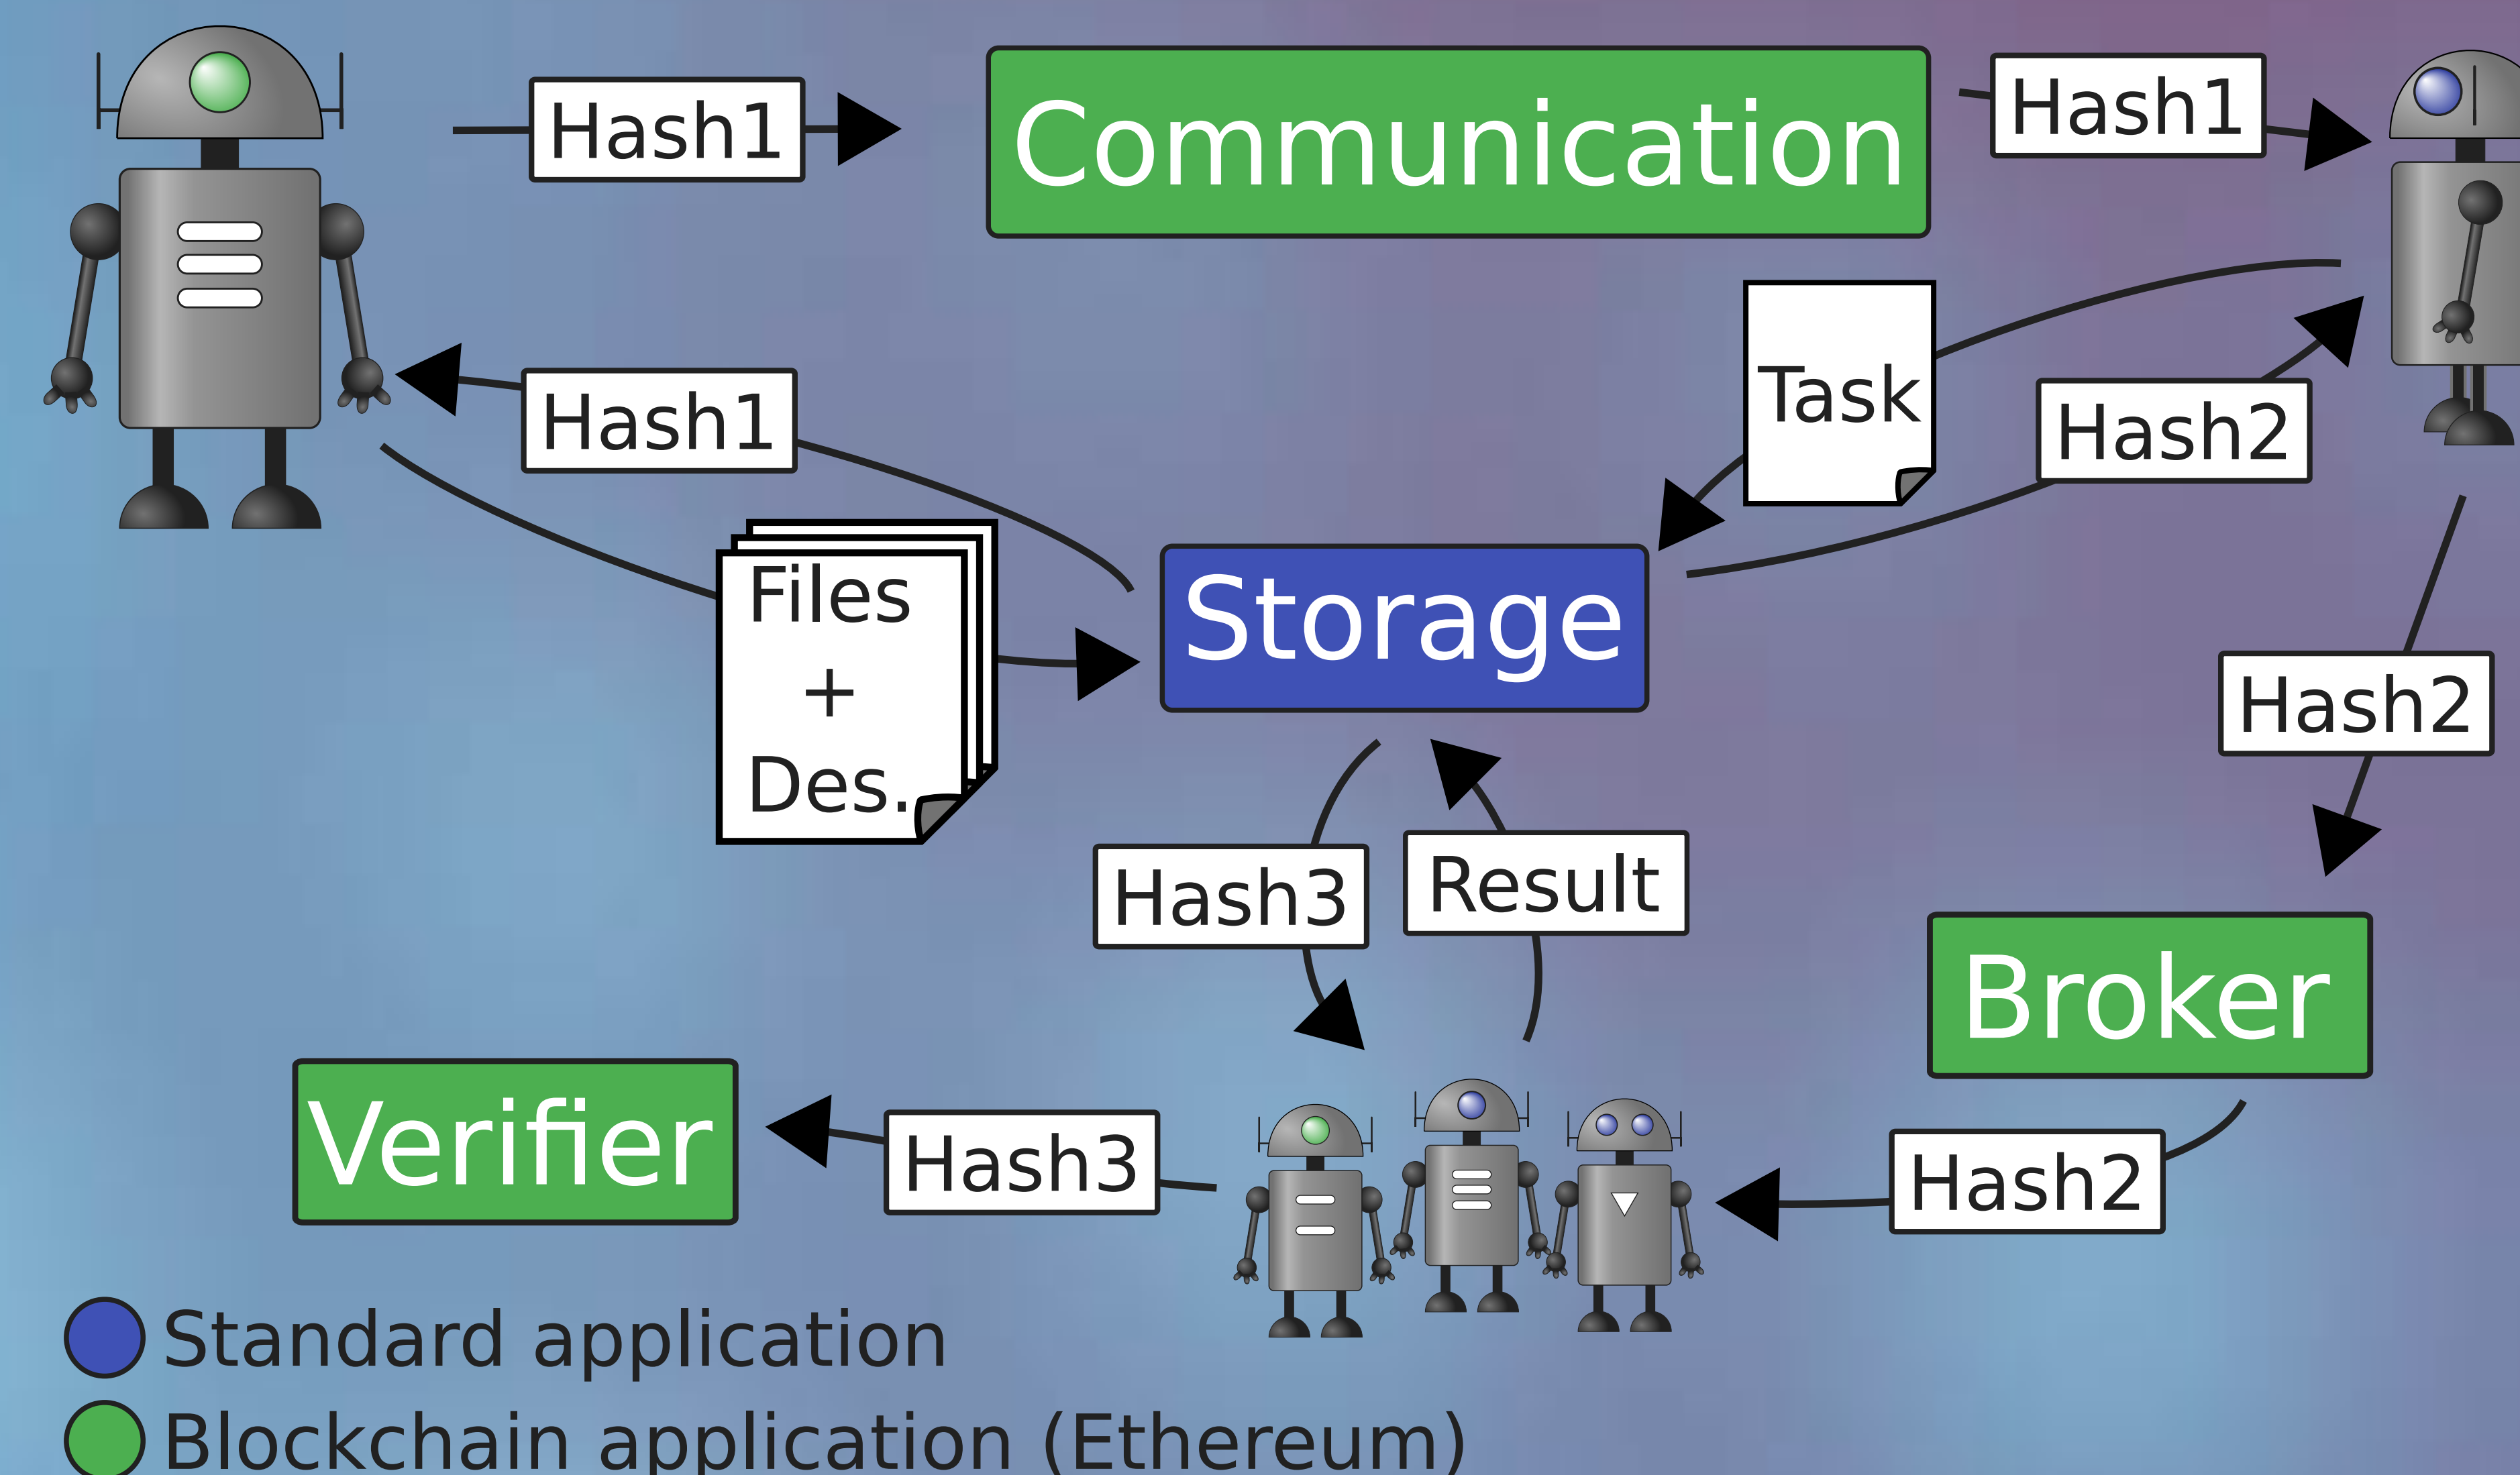 Hash1
Communication
Hash1
Hash1
Task
Hash2
Files
+
Des.
Storage
Hash2
Hash3
Result
Broker
Verifier
Hash3
Hash2
Standard application
Blockchain application (Ethereum)